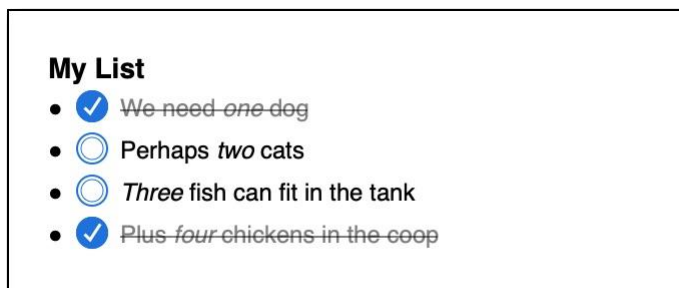 My List
We need one dog
Perhaps two cats
Three fish can fit in the tank
Plus four chickens in the coop